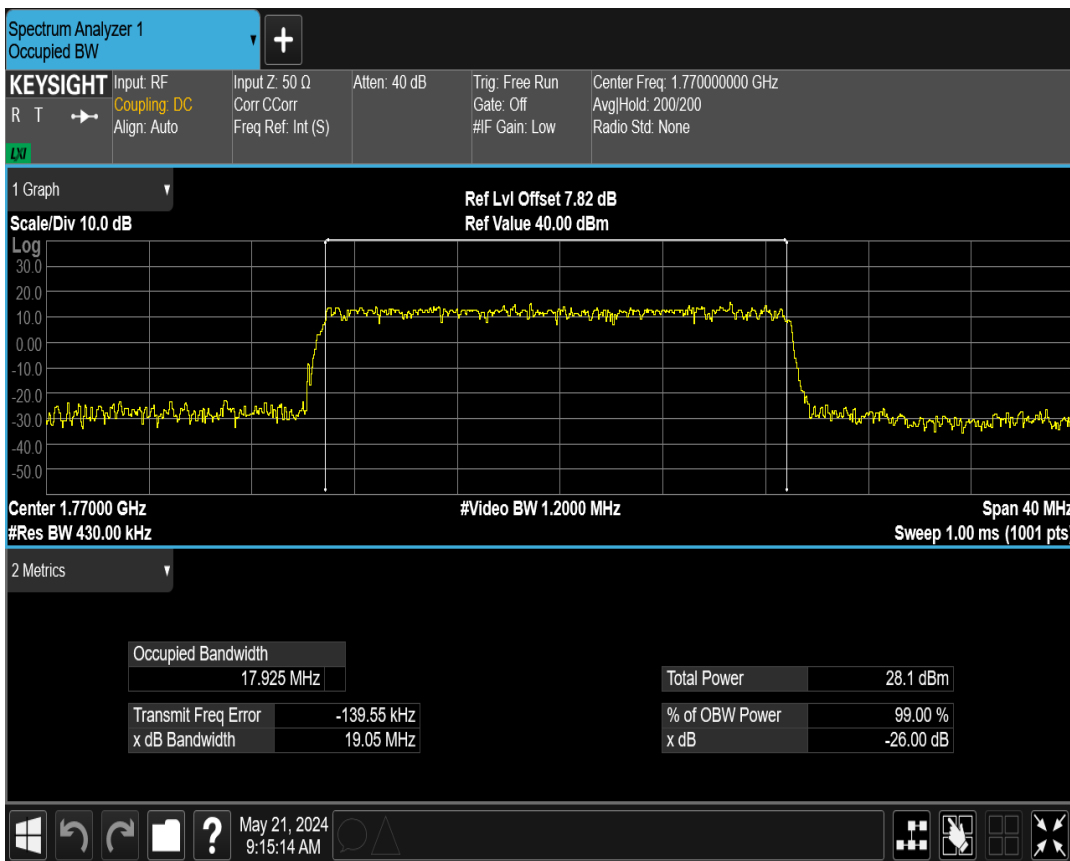 Spectrum Analyzer 1
Occupied BW
KEYSIGHT
R T
LXI
Input: RF
Coupling: DC
Align: Auto
Input Z: 50 Ω
Corr CCorr
Freq Ref: Int (S)
Atten: 40 dB
Trig: Free Run
Gate: Off
#IF Gain: Low
Center Freq: 1.770000000 GHz
Avg|Hold: 200/200
Radio Std: None
1 Graph
Scale/Div 10.0 dB
Ref Lvl Offset 7.82 dB
Ref Value 40.00 dBm
Log
30.0
20.0
10.0
0.00
-10.0
-20.0
-30.0
-40.0
-50.0
Center 1.77000 GHz
#Res BW 430.00 kHz
#Video BW 1.2000 MHz
Span 40 MHz
Sweep 1.00 ms (1001 pts)
2 Metrics
Occupied Bandwidth
17.925 MHz
Transmit Freq Error -139.55 kHz
x dB Bandwidth 19.05 MHz
Total Power 28.1 dBm
% of OBW Power 99.00 %
x dB -26.00 dB
?
May 21, 2024
9:15:14 AM